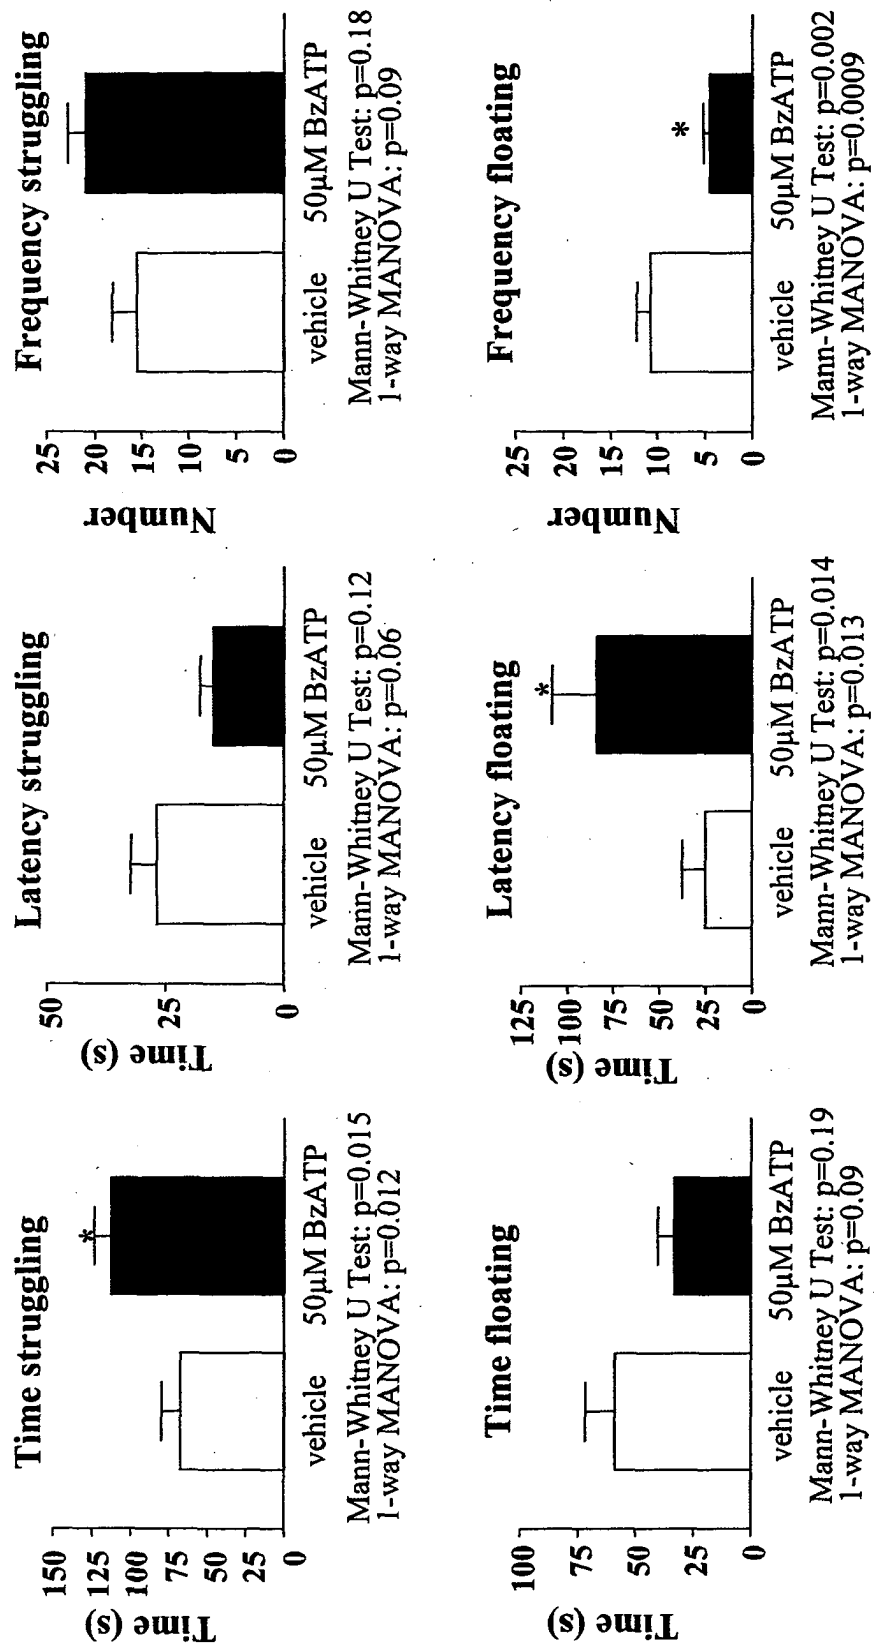 Time struggling
Time (s)
150
125
100
75
50
25
0
vehicle 50µM BzATP
Mann-Whitney U Test: p=0.015
1-way MANOVA: p=0.012
Latency struggling
Time (s)
50
25
0
vehicle 50µM BzATP
Mann-Whitney U Test: p=0.12
1-way MANOVA: p=0.06
Frequency struggling
Number
25
20
15
10
5
0
vehicle 50µM BzATP
Mann-Whitney U Test: p=0.18
1-way MANOVA: p=0.09
Time floating
Time (s)
100
75
50
25
0
vehicle 50µM BzATP
Mann-Whitney U Test: p=0.19
1-way MANOVA: p=0.09
Latency floating
Time (s)
125
100
75
50
25
0
vehicle 50µM BzATP
Mann-Whitney U Test: p=0.014
1-way MANOVA: p=0.013
Frequency floating
Number
25
20
15
10
5
0
vehicle 50µM BzATP
Mann-Whitney U Test: p=0.002
1-way MANOVA: p=0.0009